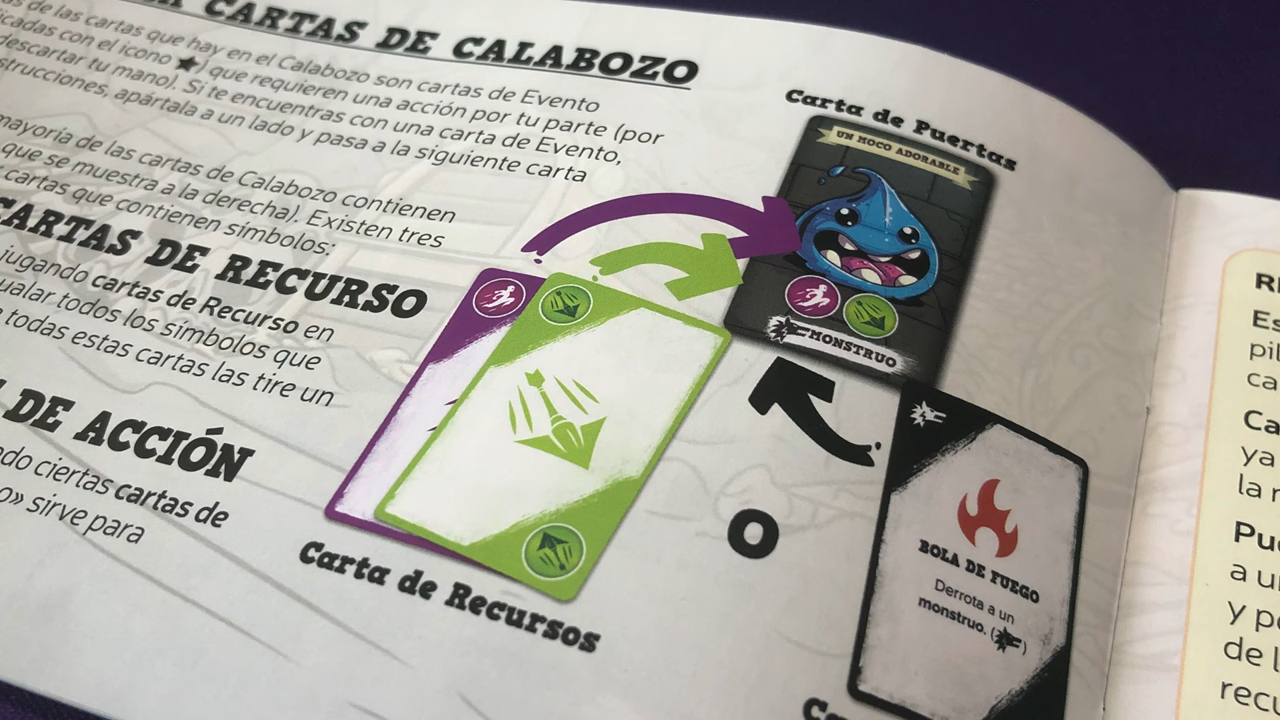 CARTAS DE CALABOZO
de las cartas que hay en el Calabozo son cartas de Evento
con el icono ★) que requieren una acción por tu parte (por
descartar tu mano). Si te encuentras con una carta de Evento,
apártala a un lado y pasa a la siguiente carta
mayoría de las cartas de Calabozo contienen
que se muestra a la derecha). Existen tres
cartas que contienen símbolos:
CARTAS DE RECURSO
jugando cartas de Recurso en
todos los símbolos que
todas estas cartas las tire un
DE ACCIÓN
ciertas cartas de
sirve para
Carta de Recursos
Carta de Puertas
UN MOCO ADORABLE
MONSTRUO
O
BOLA DE FUEGO
Derrota a un
monstruo. ( )
ya
la
a
y
de